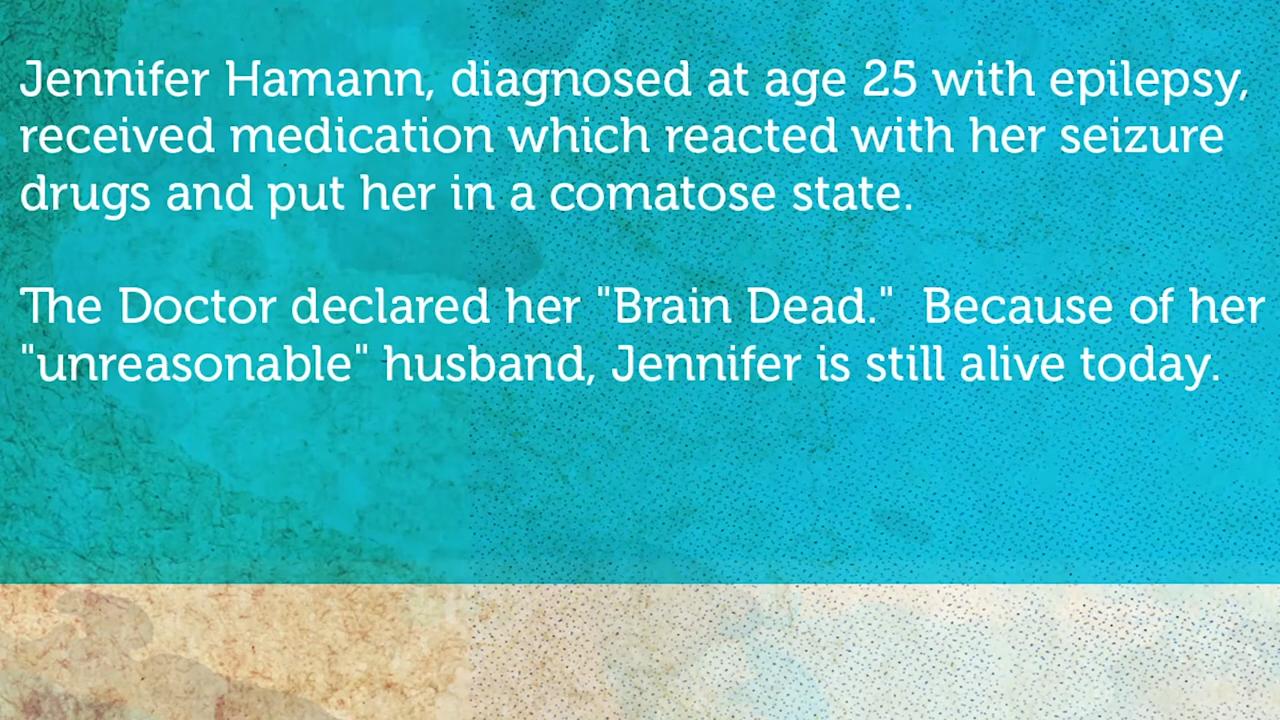 Jennifer Hamann, diagnosed at age 25 with epilepsy,
received medication which reacted with her seizure
drugs and put her in a comatose state.
The Doctor declared her "Brain Dead."  Because of her
"unreasonable" husband, Jennifer is still alive today.